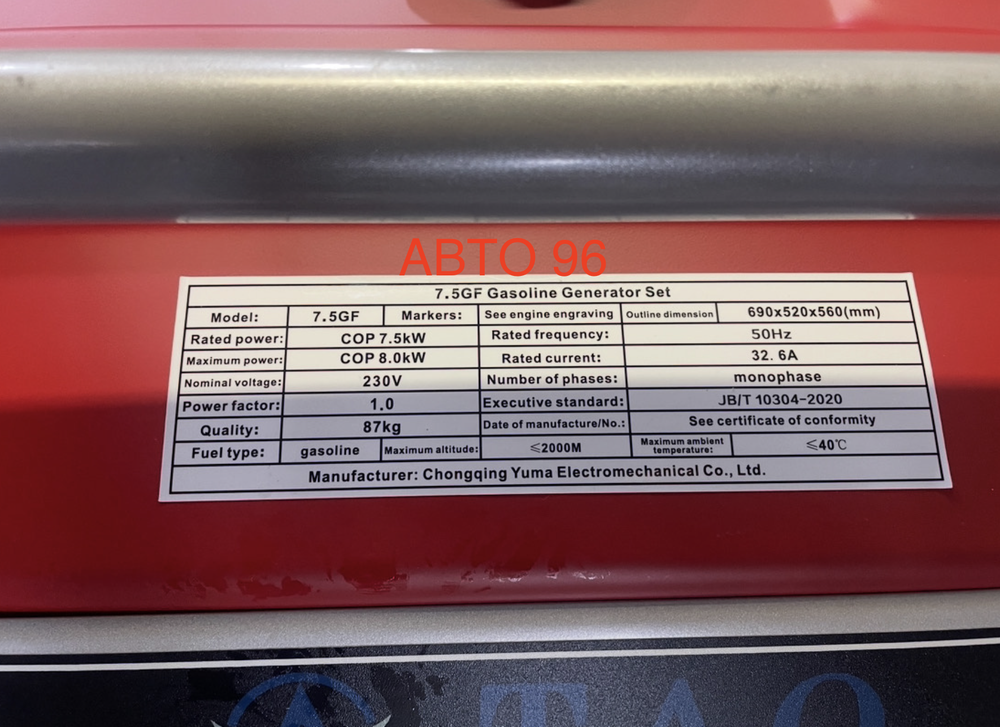 АВТО 96
7.5GF Gasoline Generator Set
Model: 7.5GF Markers: See engine engraving Outline dimension 690x520x560(mm)
Rated power: COP 7.5kW Rated frequency: 50Hz
Maximum power: COP 8.0kW Rated current: 32.6A
Nominal voltage: 230V Number of phases: monophase
Power factor: 1.0 Executive standard: JB/T 10304-2020
Quality: 87kg Date of manufacture/No.: See certificate of conformity
Fuel type: gasoline Maximum altitude: ≤2000M Maximum ambient temperature: ≤40℃
Manufacturer: Chongqing Yuma Electromechanical Co., Ltd.